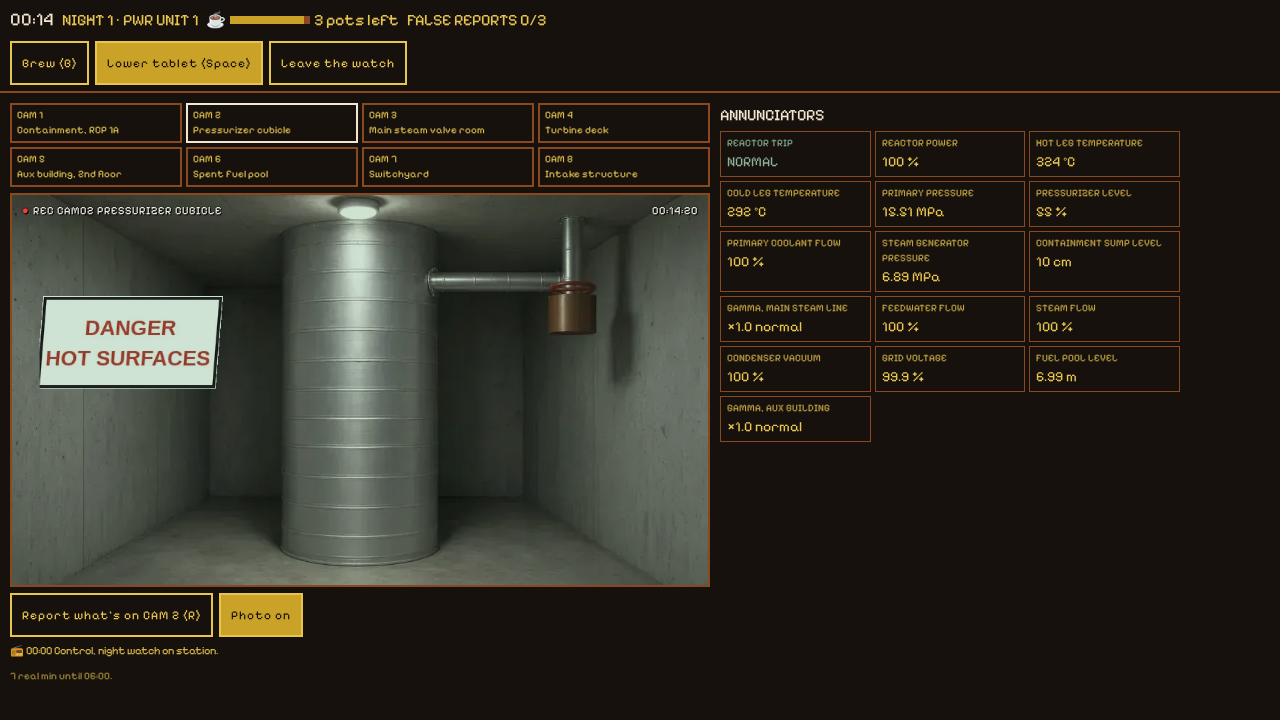 00:14 NIGHT 1 · PWR UNIT 1 3 pots left FALSE REPORTS 0/3
Brew (B) Lower tablet (Space) Leave the watch
CAM 1
Containment, RCP 1A
CAM 2
Pressurizer cubicle
CAM 3
Main steam valve room
CAM 4
Turbine deck
CAM 5
Aux building, 2nd floor
CAM 6
Spent fuel pool
CAM 7
Switchyard
CAM 8
Intake structure
REC CAM02 PRESSURIZER CUBICLE 00:14:20
DANGER
HOT SURFACES
Report what's on CAM 2 (R) Photo on
00:00 Control, night watch on station.
7 real min until 06:00.
ANNUNCIATORS
REACTOR TRIP
NORMAL
REACTOR POWER
100 %
HOT LEG TEMPERATURE
324 °C
COLD LEG TEMPERATURE
292 °C
PRIMARY PRESSURE
15.51 MPa
PRESSURIZER LEVEL
55 %
PRIMARY COOLANT FLOW
100 %
STEAM GENERATOR
PRESSURE
6.89 MPa
CONTAINMENT SUMP LEVEL
10 cm
GAMMA, MAIN STEAM LINE
×1.0 normal
FEEDWATER FLOW
100 %
STEAM FLOW
100 %
CONDENSER VACUUM
100 %
GRID VOLTAGE
99.9 %
FUEL POOL LEVEL
6.99 m
GAMMA, AUX BUILDING
×1.0 normal